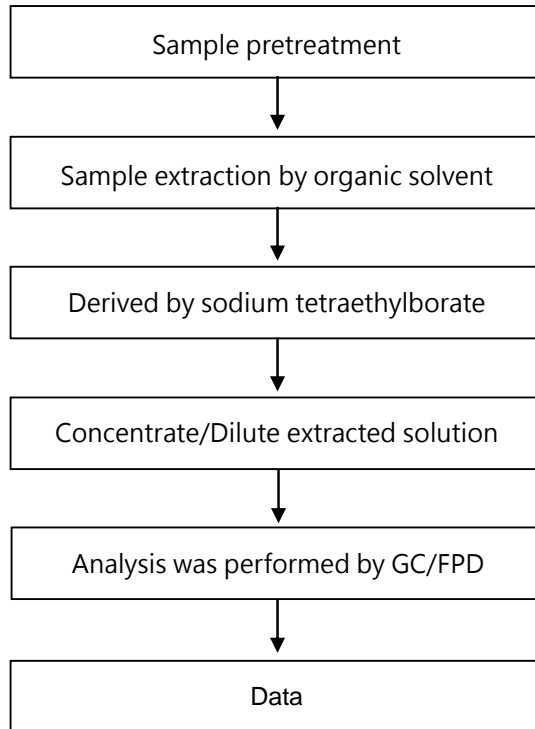 Sample pretreatment
Sample extraction by organic solvent
Derived by sodium tetraethylborate
Concentrate/Dilute extracted solution
Analysis was performed by GC/FPD
Data